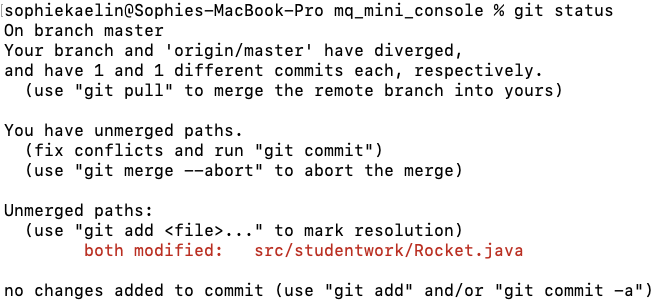 sophiekaelin@Sophies-MacBook-Pro mq_mini_console % git status
On branch master
Your branch and 'origin/master' have diverged,
and have 1 and 1 different commits each, respectively.
  (use "git pull" to merge the remote branch into yours)

You have unmerged paths.
  (fix conflicts and run "git commit")
  (use "git merge --abort" to abort the merge)

Unmerged paths:
  (use "git add <file>..." to mark resolution)
        both modified:   src/studentwork/Rocket.java

no changes added to commit (use "git add" and/or "git commit -a")